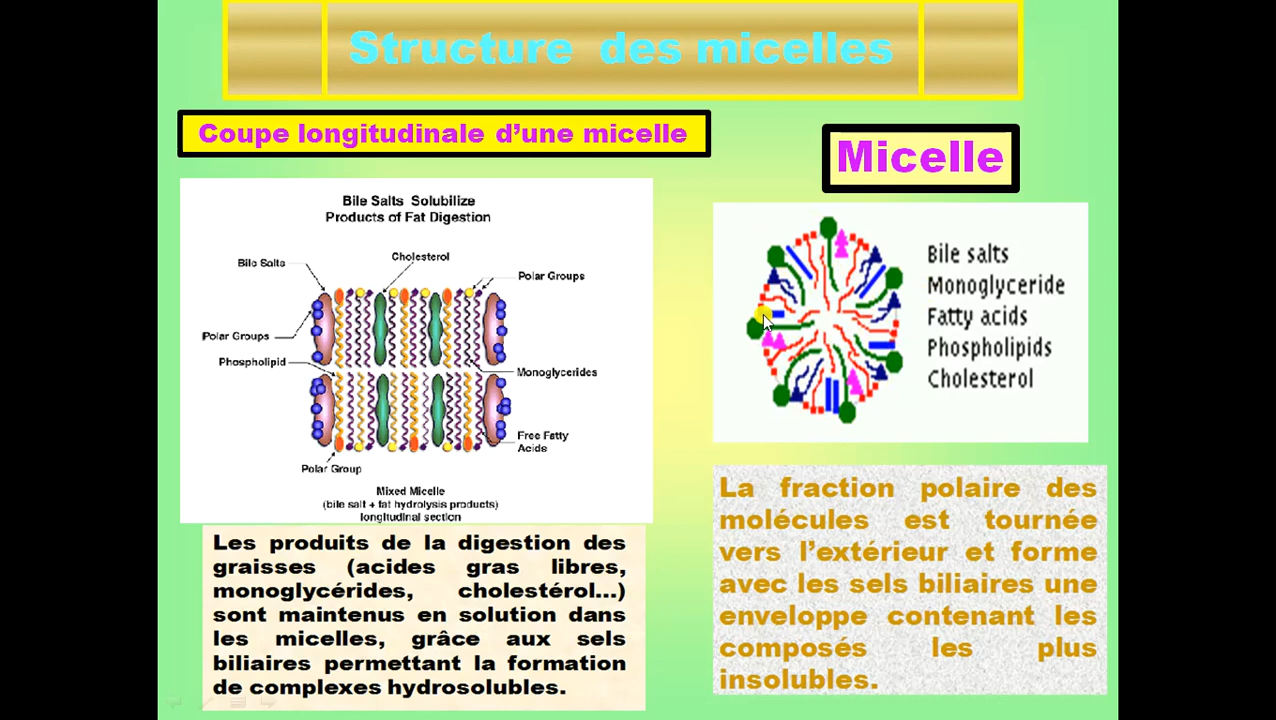 Structure des micelles
Coupe longitudinale d’une micelle
Micelle
Bile Salts Solubilize
Products of Fat Digestion
Cholesterol
Bile Salts
Polar Groups
Polar Groups
Phospholipid
Monoglycerides
Free Fatty
Acids
Polar Group
Mixed Micelle
(bile salt + fat hydrolysis products)
longitudinal section
Bile salts
Monoglyceride
Fatty acids
Phospholipids
Cholesterol
Les produits de la digestion des
graisses (acides gras libres,
monoglycérides, cholestérol...)
sont maintenus en solution dans
les micelles, grâce aux sels
biliaires permettant la formation
de complexes hydrosolubles.
La fraction polaire des
molécules est tournée
vers l’extérieur et forme
avec les sels biliaires une
enveloppe contenant les
composés les plus
insolubles.